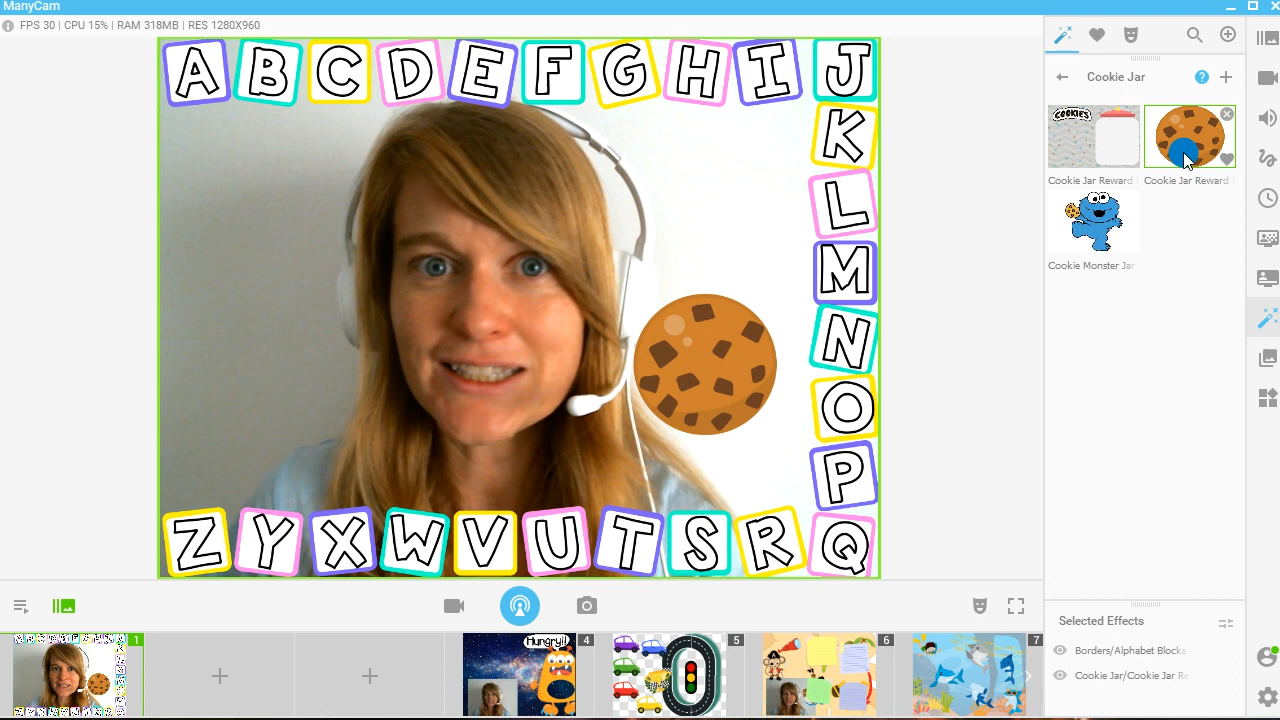 ManyCam
FPS 30 | CPU 15% | RAM 318MB | RES 1280X960
A B C D E F G H I J
K
L
M
N
O
P
Z Y X W V U T S R Q
Cookie Jar
?
COOKIES
Cookie Jar Reward
Cookie Jar Reward
Cookie Monster Jar
Selected Effects
Borders/Alphabet Blocks
Cookie Jar/Cookie Jar Re
1
Hungry!!
4
5
6
7